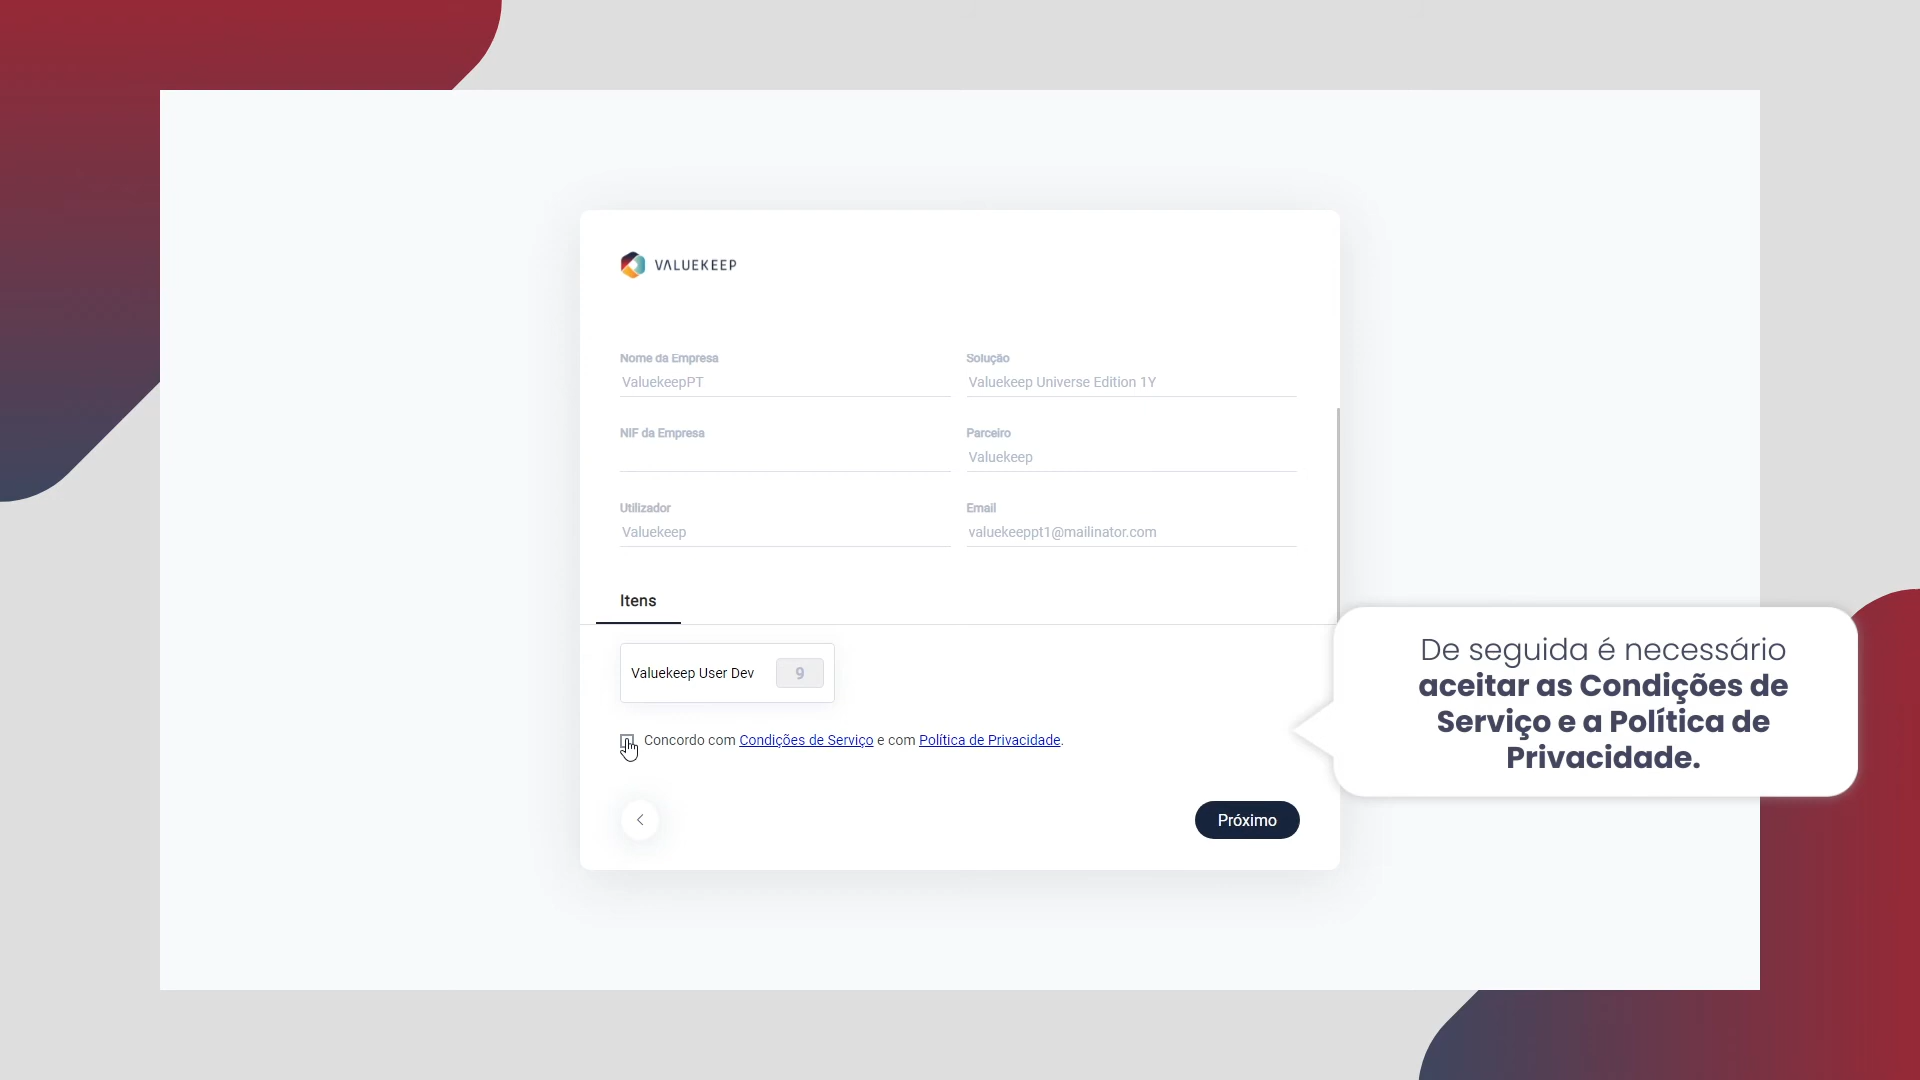 VALUEKEEP
Nome da Empresa
ValuekeepPT
Solução
Valuekeep Universe Edition 1Y
NIF da Empresa
Parceiro
Valuekeep
Utilizador
Valuekeep
Email
valuekeeppt1@mailinator.com
Itens
Valuekeep User Dev 9
Concordo com Condições de Serviço e com Política de Privacidade.
Próximo
De seguida é necessário
aceitar as Condições de
Serviço e a Política de
Privacidade.